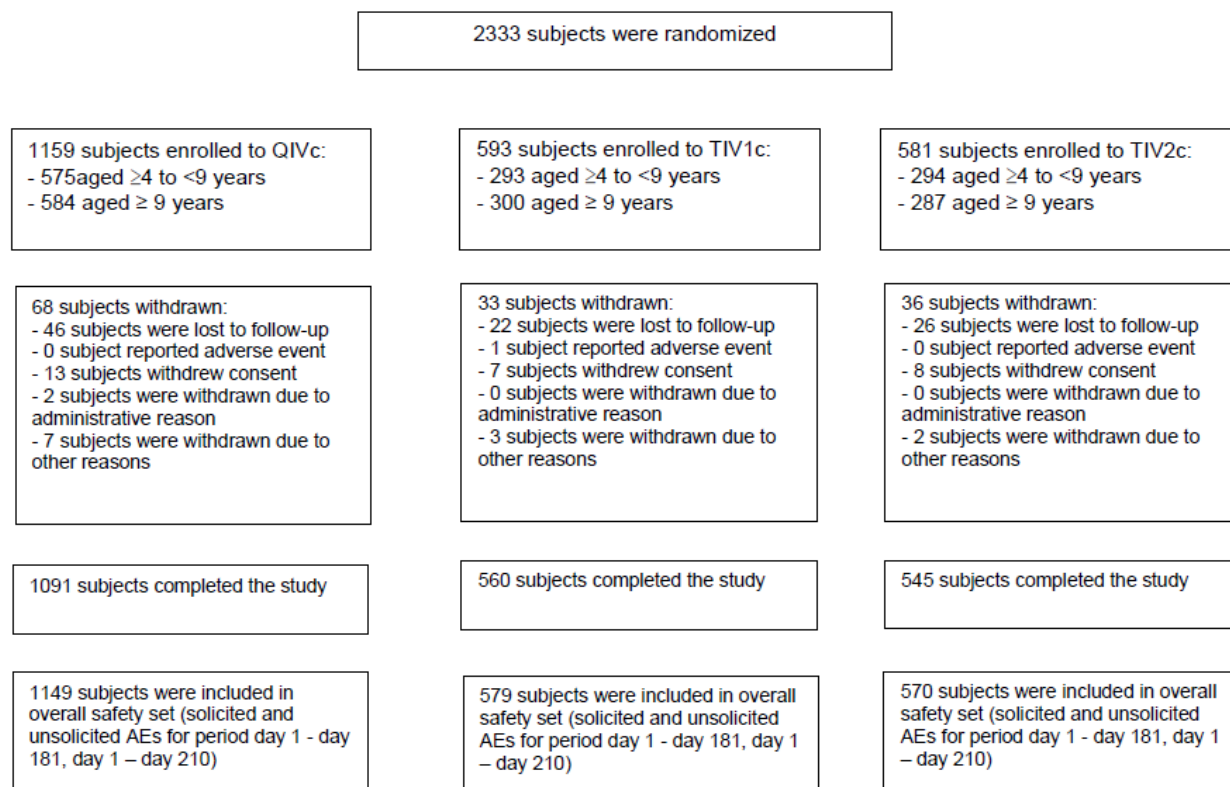 2333 subjects were randomized
1159 subjects enrolled to QIVc:
- 575aged ≥4 to <9 years
- 584 aged ≥ 9 years
593 subjects enrolled to TIV1c:
- 293 aged ≥4 to <9 years
- 300 aged ≥ 9 years
581 subjects enrolled to TIV2c:
- 294 aged ≥4 to <9 years
- 287 aged ≥ 9 years
68 subjects withdrawn:
- 46 subjects were lost to follow-up
- 0 subject reported adverse event
- 13 subjects withdrew consent
- 2 subjects were withdrawn due to
administrative reason
- 7 subjects were withdrawn due to
other reasons
33 subjects withdrawn:
- 22 subjects were lost to follow-up
- 1 subject reported adverse event
- 7 subjects withdrew consent
- 0 subjects were withdrawn due to
administrative reason
- 3 subjects were withdrawn due to
other reasons
36 subjects withdrawn:
- 26 subjects were lost to follow-up
- 0 subject reported adverse event
- 8 subjects withdrew consent
- 0 subjects were withdrawn due to
administrative reason
- 2 subjects were withdrawn due to
other reasons
1091 subjects completed the study
560 subjects completed the study
545 subjects completed the study
1149 subjects were included in
overall safety set (solicited and
unsolicited AEs for period day 1 - day
181, day 1 – day 210)
579 subjects were included in overall
safety set (solicited and unsolicited
AEs for period day 1 - day 181, day 1
– day 210)
570 subjects were included in overall
safety set (solicited and unsolicited
AEs for period day 1 - day 181, day 1
– day 210)